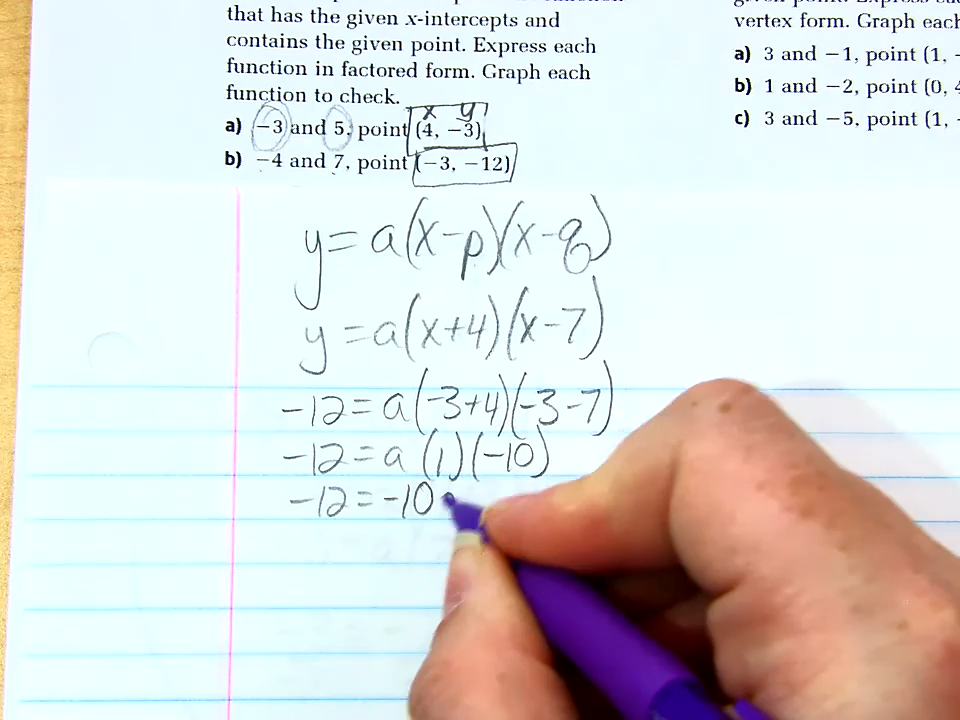 that has the given x-intercepts and
contains the given point. Express each
function in factored form. Graph each
function to check.
x y
a) −3 and 5, point (4, −3)
b) −4 and 7, point (−3, −12)
vertex form. Graph each
a) 3 and −1, point (1, −
b) 1 and −2, point (0, 4
c) 3 and −5, point (1, −
y = a(x-p)(x-q)
y = a(x+4)(x-7)
-12 = a(-3+4)(-3-7)
-12 = a(1)(-10)
-12 = -10